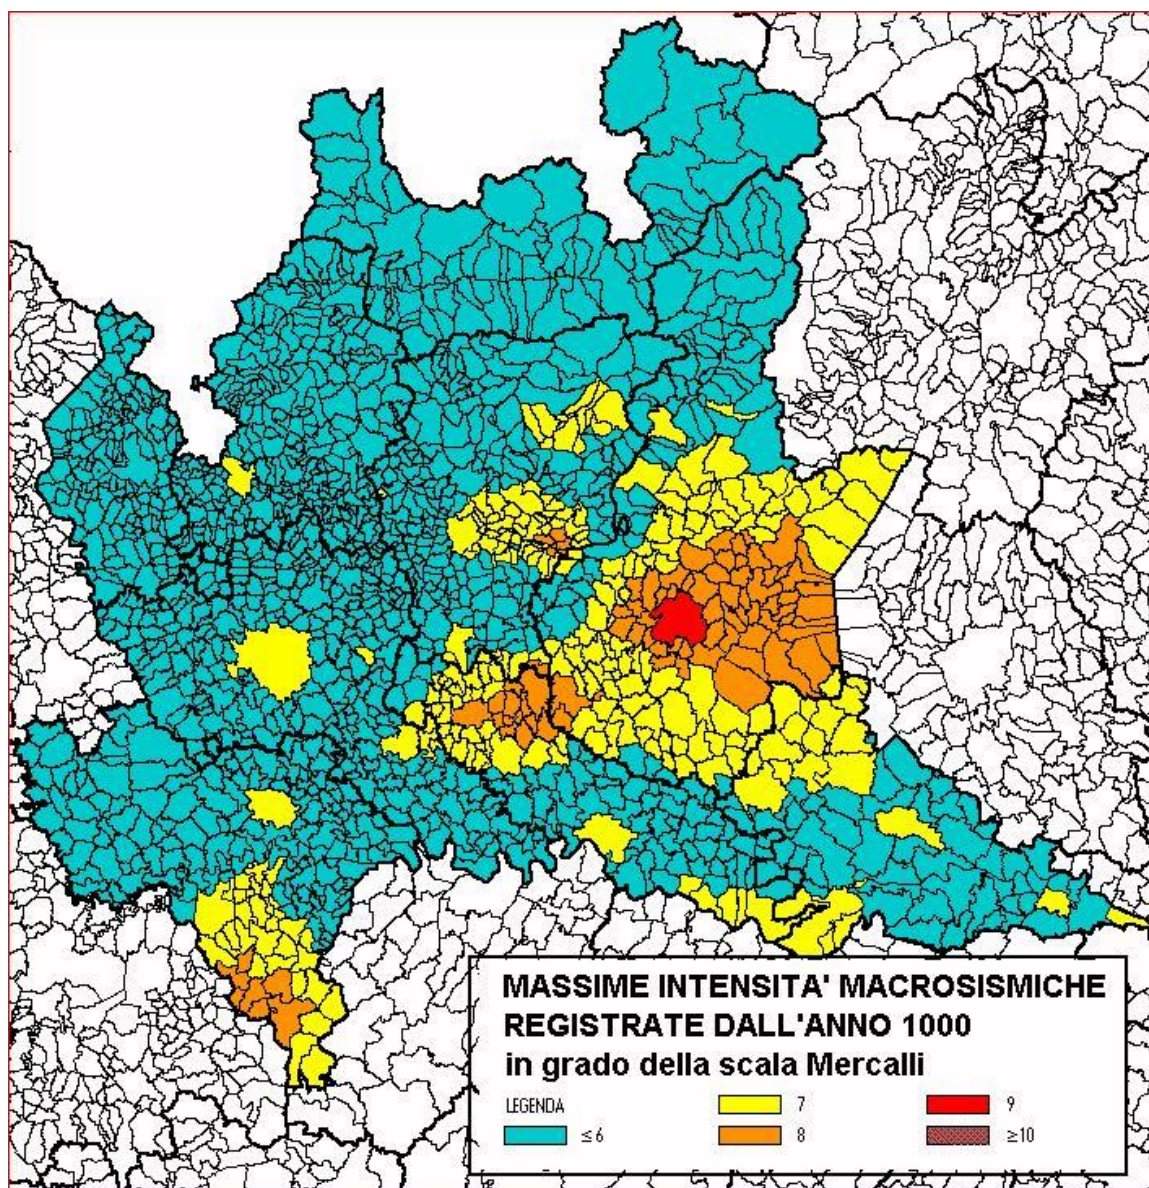 MASSIME INTENSITA' MACROSISMICHE
REGISTRATE DALL'ANNO 1000
in grado della scala Mercalli
LEGENDA
≤ 6
7
8
9
≥10